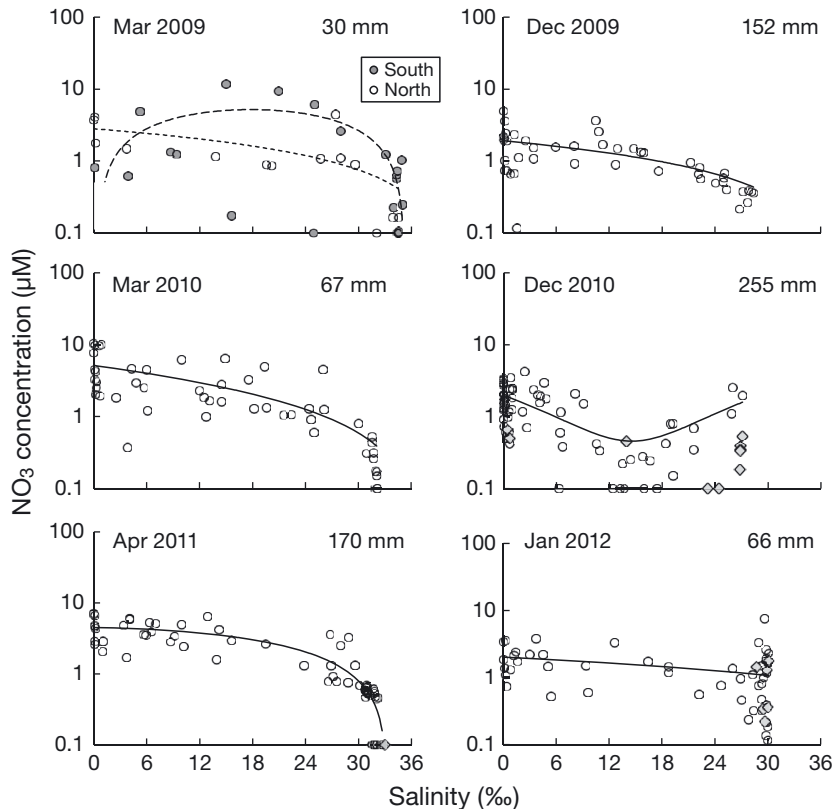 Mar 2009 30 mm
South
North
100
10
1
0.1
Dec 2009 152 mm
100
10
1
0.1
Mar 2010 67 mm
100
10
1
0.1
Dec 2010 255 mm
100
10
1
0.1
Apr 2011 170 mm
100
10
1
0.1
0 6 12 18 24 30 36
Jan 2012 66 mm
100
10
1
0.1
0 6 12 18 24 30 36
NO3 concentration (µM)
Salinity (‰)